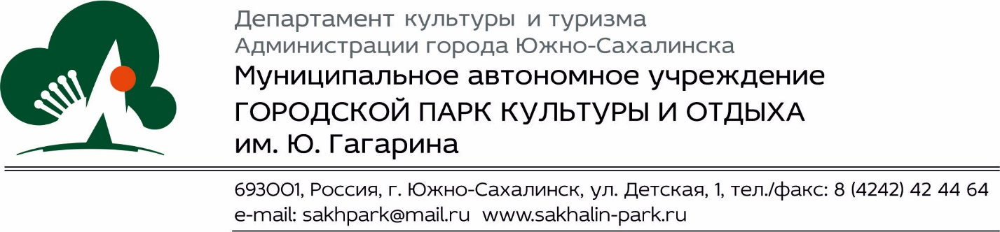 Департамент культуры и туризма
Администрации города Южно-Сахалинска
Муниципальное автономное учреждение
ГОРОДСКОЙ ПАРК КУЛЬТУРЫ И ОТДЫХА
им. Ю. Гагарина
693001, Россия, г. Южно-Сахалинск, ул. Детская, 1, тел./факс: 8 (4242) 42 44 64
e-mail: sakhpark@mail.ru www.sakhalin-park.ru